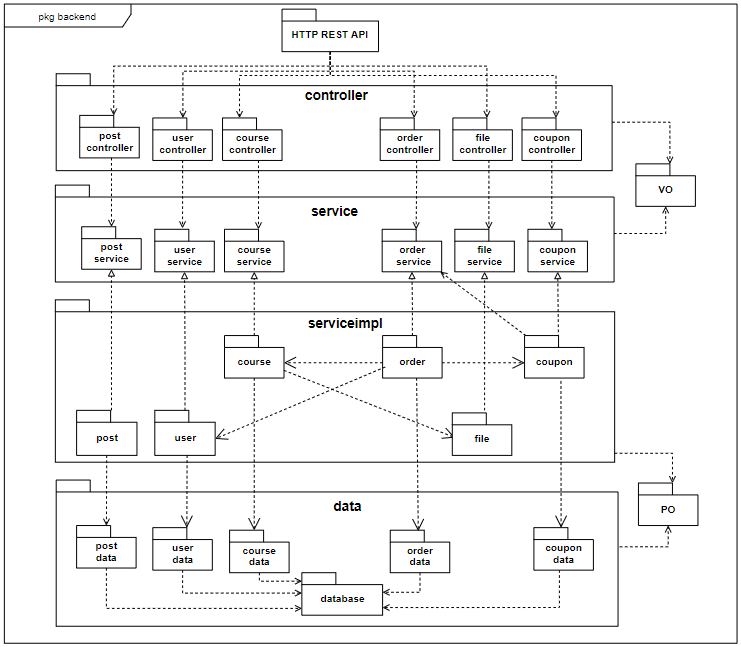 pkg backend
HTTP REST API
controller
post
controller
user
controller
course
controller
order
controller
file
controller
coupon
controller
VO
service
post
service
user
service
course
service
order
service
file
service
coupon
service
serviceimpl
course
order
coupon
post
user
file
PO
data
post
data
user
data
course
data
order
data
coupon
data
database